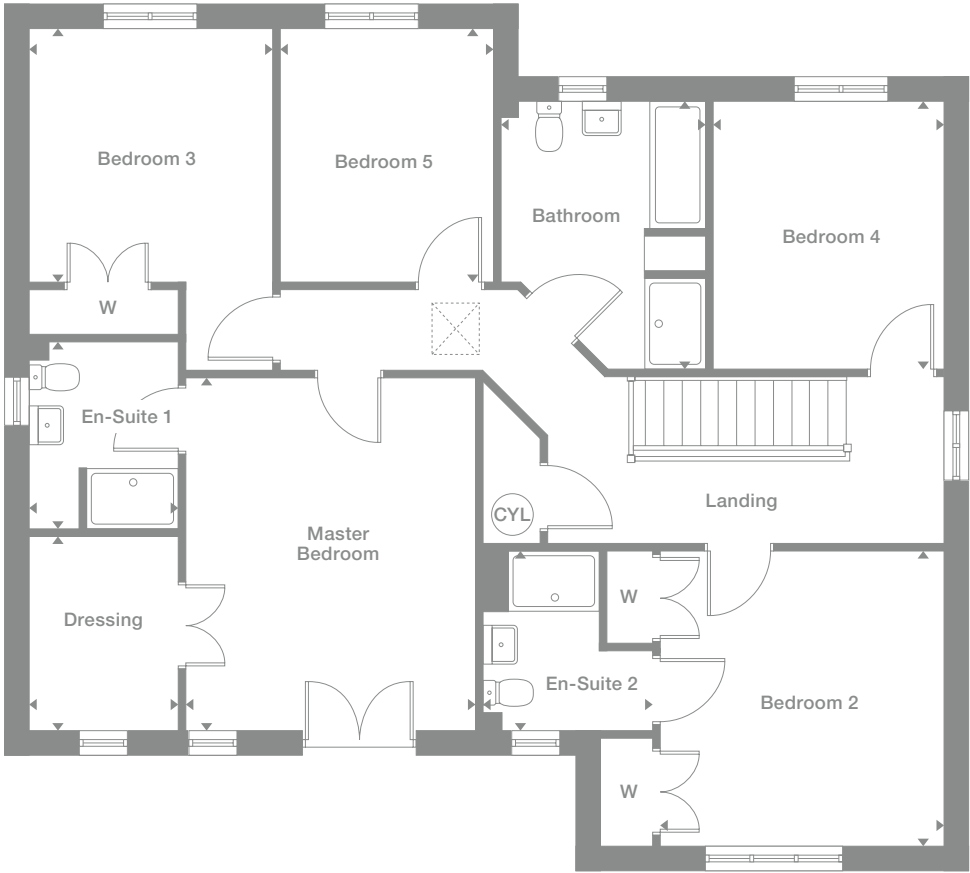 Bedroom 3
Bedroom 5
Bathroom
Bedroom 4
W
En-Suite 1
Landing
CYL
Master
Bedroom
Dressing
W
En-Suite 2
Bedroom 2
W